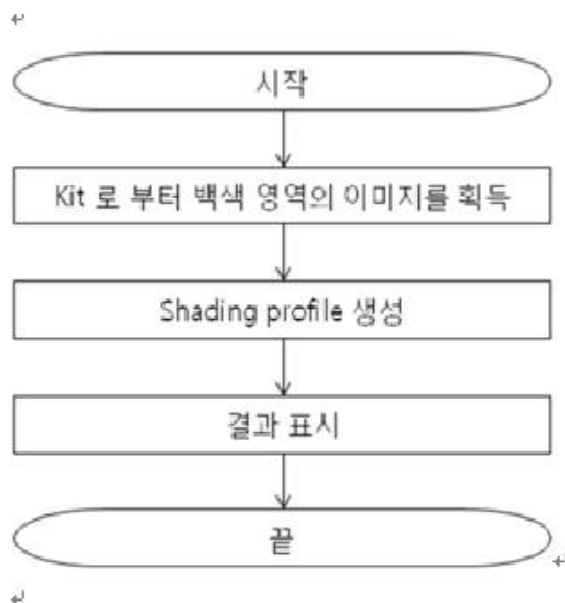 시작
Kit 로 부터 백색 영역의 이미지를 획득
Shading profile 생성
결과 표시
끝